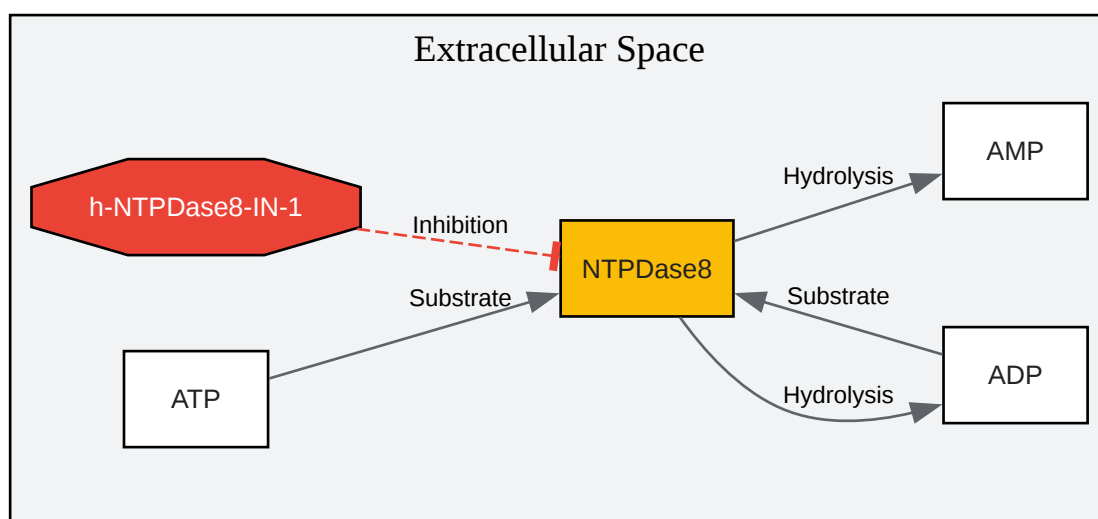 Extracellular Space
AMP
Hydrolysis
h-NTPDase8-IN-1
Inhibition
NTPDase8
Substrate
Substrate
ADP
ATP
Hydrolysis